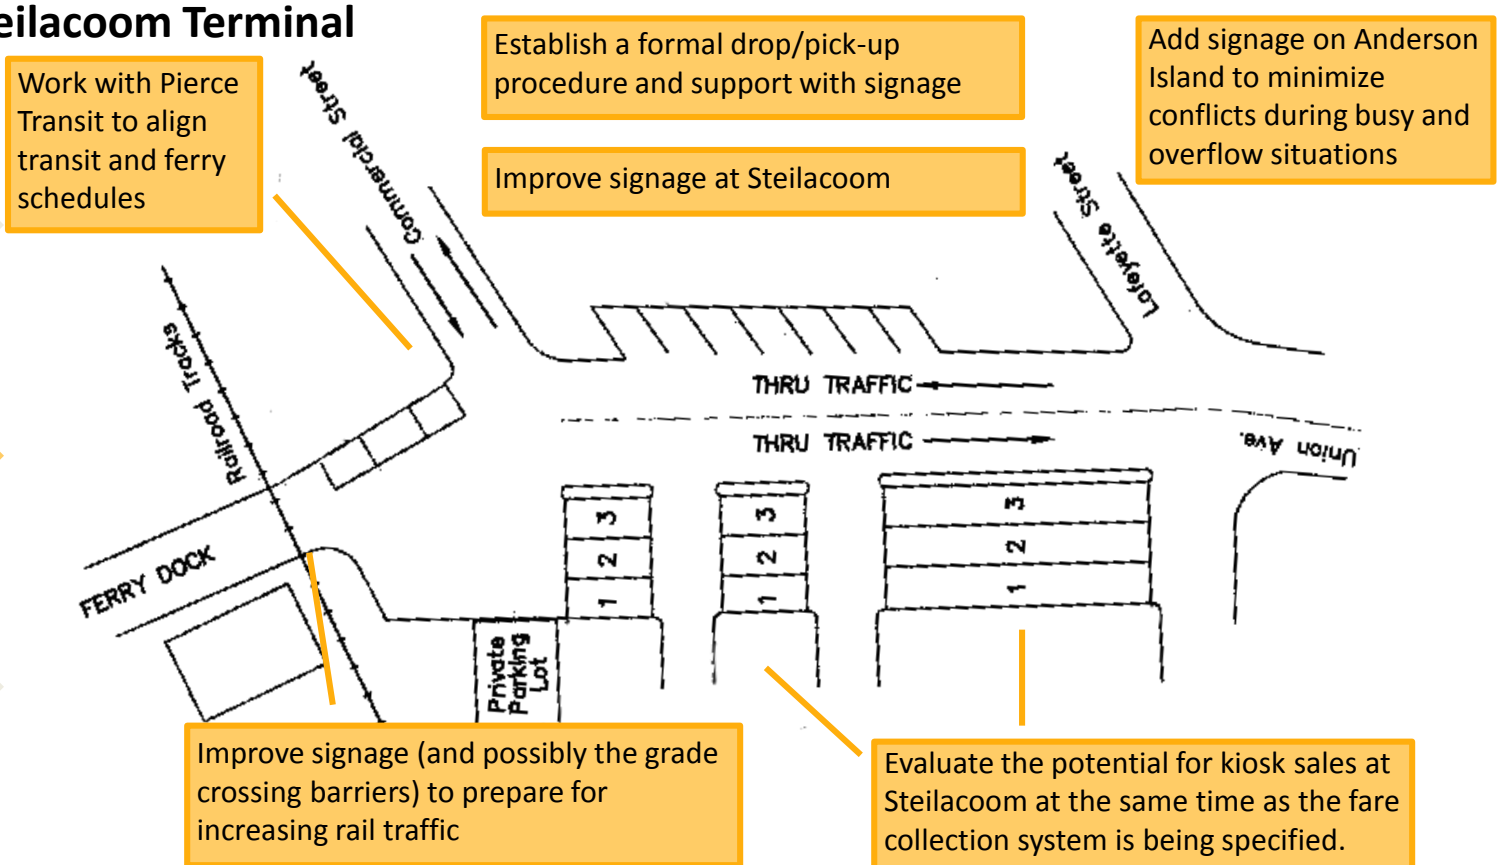 eilacoom Terminal
Work with Pierce
Transit to align
transit and ferry
schedules
Establish a formal drop/pick-up
procedure and support with signage
Improve signage at Steilacoom
Add signage on Anderson
Island to minimize
conflicts during busy and
overflow situations
Commercial Street
Lafayette Street
Railroad Tracks
THRU TRAFFIC
THRU TRAFFIC
Union Ave.
FERRY DOCK
3
2
1
3
2
1
3
2
1
Private
Parking
Lot
Improve signage (and possibly the grade
crossing barriers) to prepare for
increasing rail traffic
Evaluate the potential for kiosk sales at
Steilacoom at the same time as the fare
collection system is being specified.